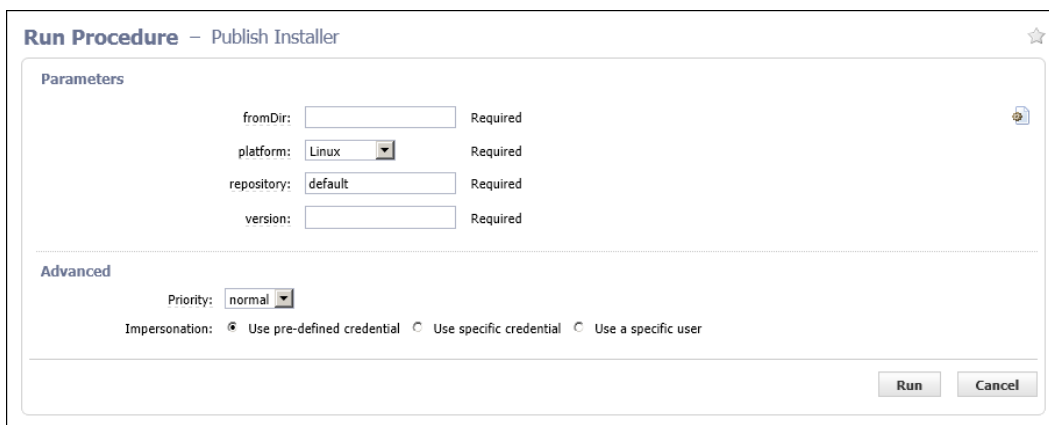 Run Procedure – Publish Installer
Parameters
fromDir: Required
platform: Linux Required
repository: default Required
version: Required
Advanced
Priority: normal
Impersonation: Use pre-defined credential Use specific credential Use a specific user
Run Cancel